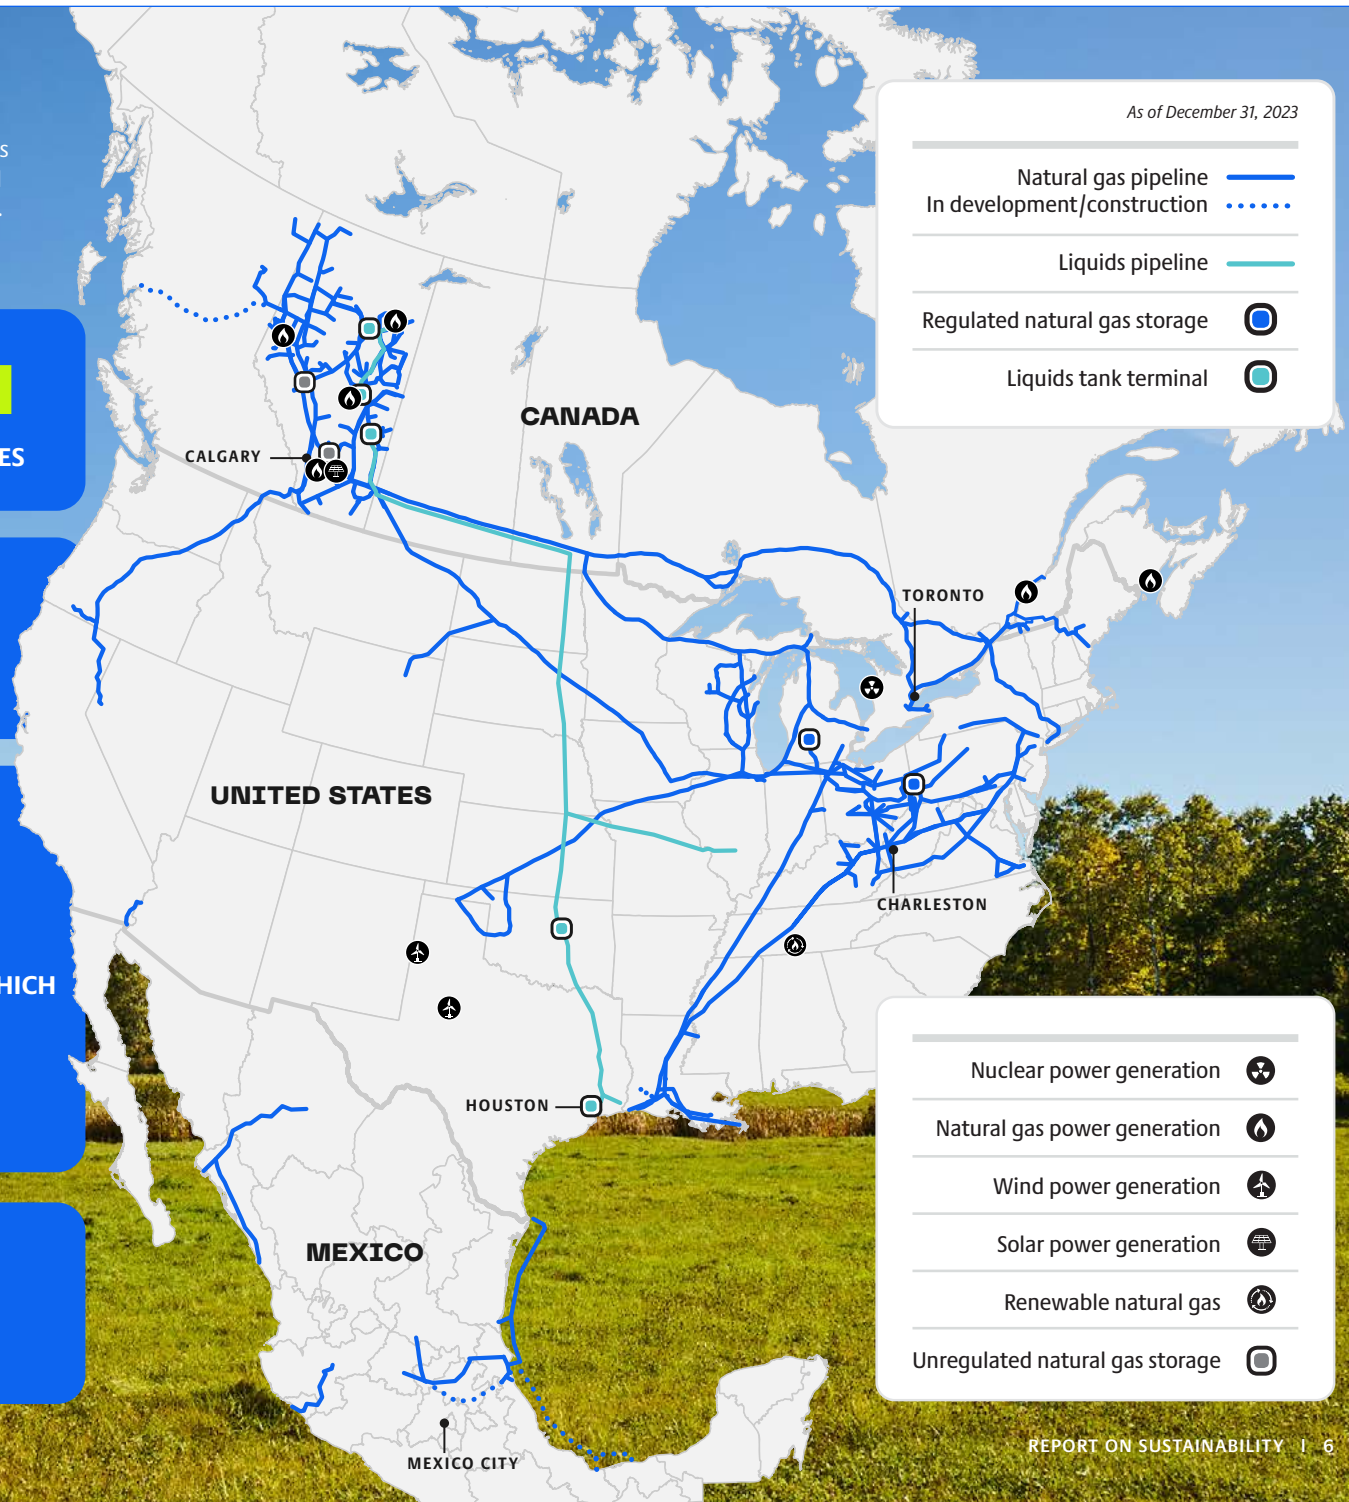 S
ES
HICH
As of December 31, 2023
Natural gas pipeline
In development/construction
Liquids pipeline
Regulated natural gas storage
Liquids tank terminal
CANADA
CALGARY
TORONTO
UNITED STATES
CHARLESTON
HOUSTON
MEXICO
MEXICO CITY
Nuclear power generation
Natural gas power generation
Wind power generation
Solar power generation
Renewable natural gas
Unregulated natural gas storage
REPORT ON SUSTAINABILITY | 6